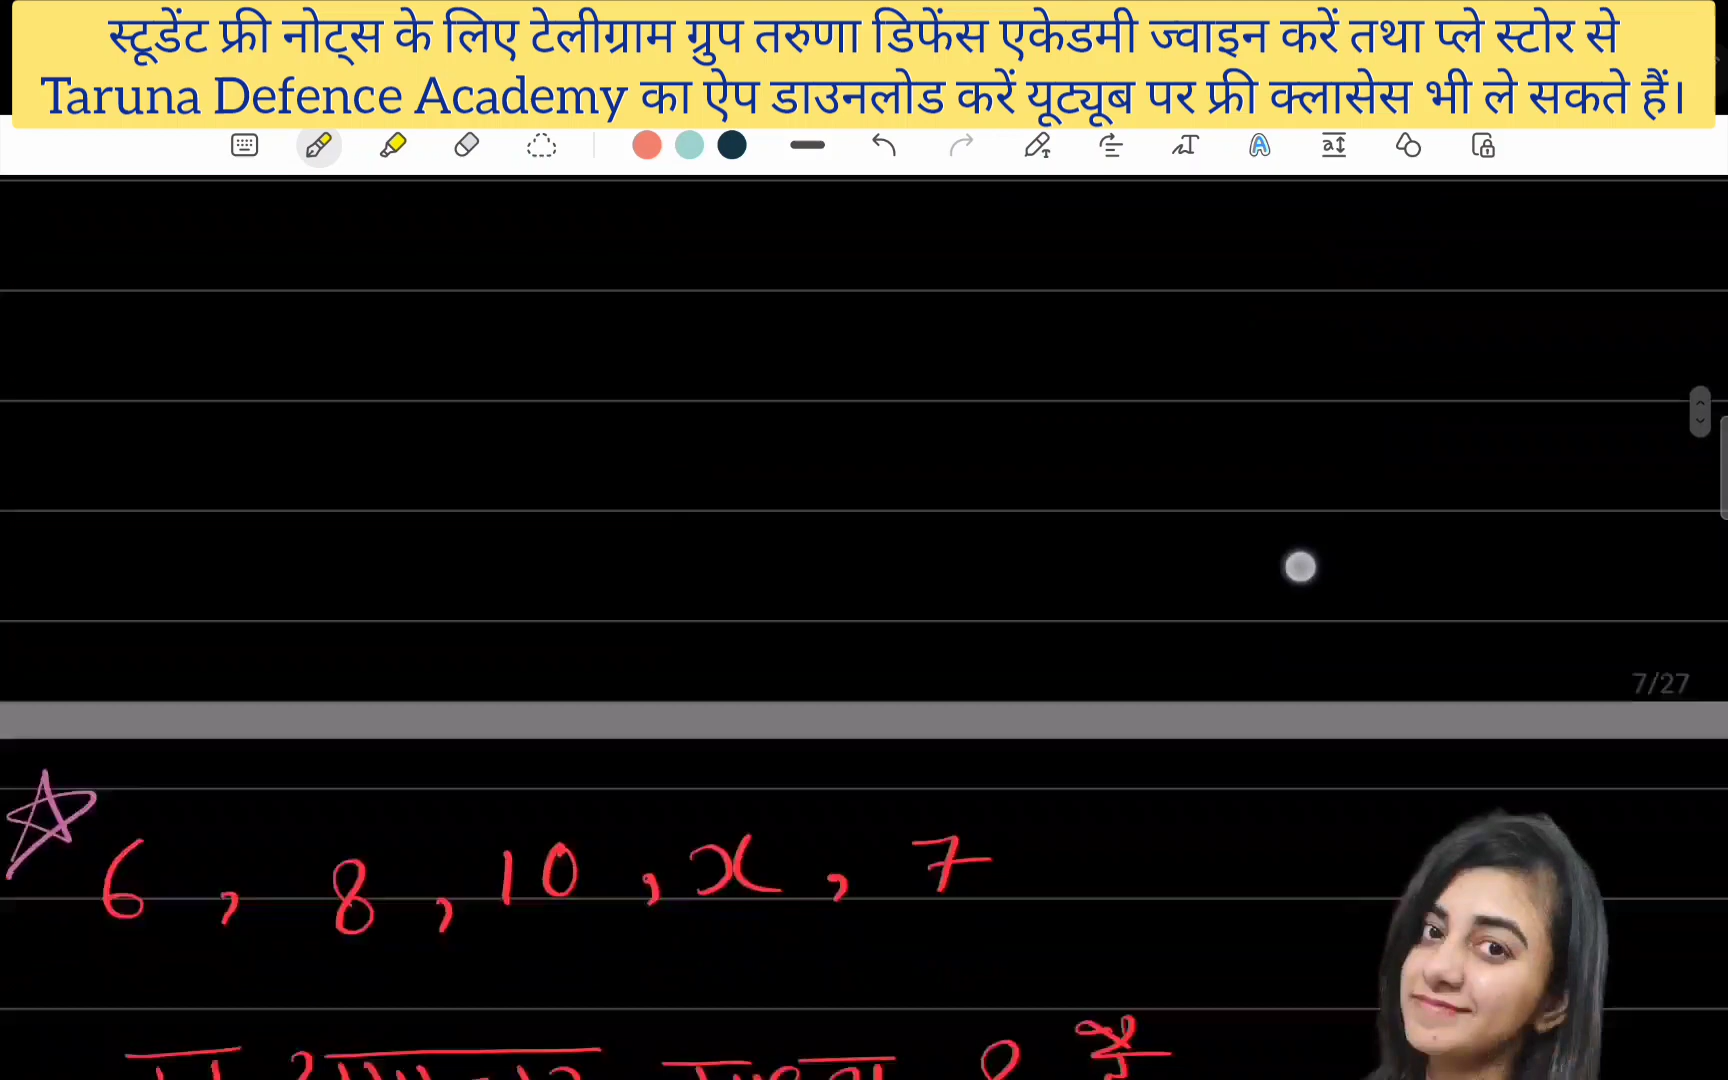 स्टूडेंट फ्री नोट्स के लिए टेलीग्राम ग्रुप तरुणा डिफेंस एकेडमी ज्वाइन करें तथा प्ले स्टोर से
Taruna Defence Academy का ऐप डाउनलोड करें यूट्यूब पर फ्री क्लासेस भी ले सकते हैं।
7/27
6 , 8 , 10 , x , 7